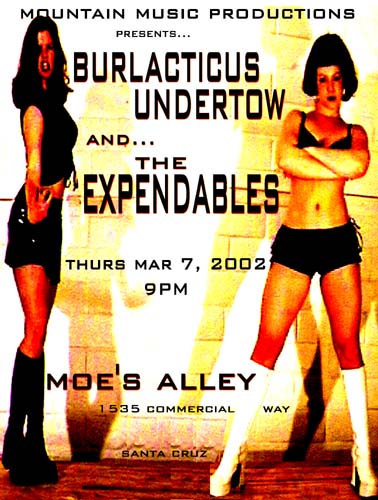 MOUNTAIN MUSIC PRODUCTIONS
PRESENTS...
BURLACTICUS
UNDERTOW
AND...
THE
EXPENDABLES
THURS MAR 7, 2002
9PM
MOE'S ALLEY
1535 COMMERCIAL WAY
SANTA CRUZ